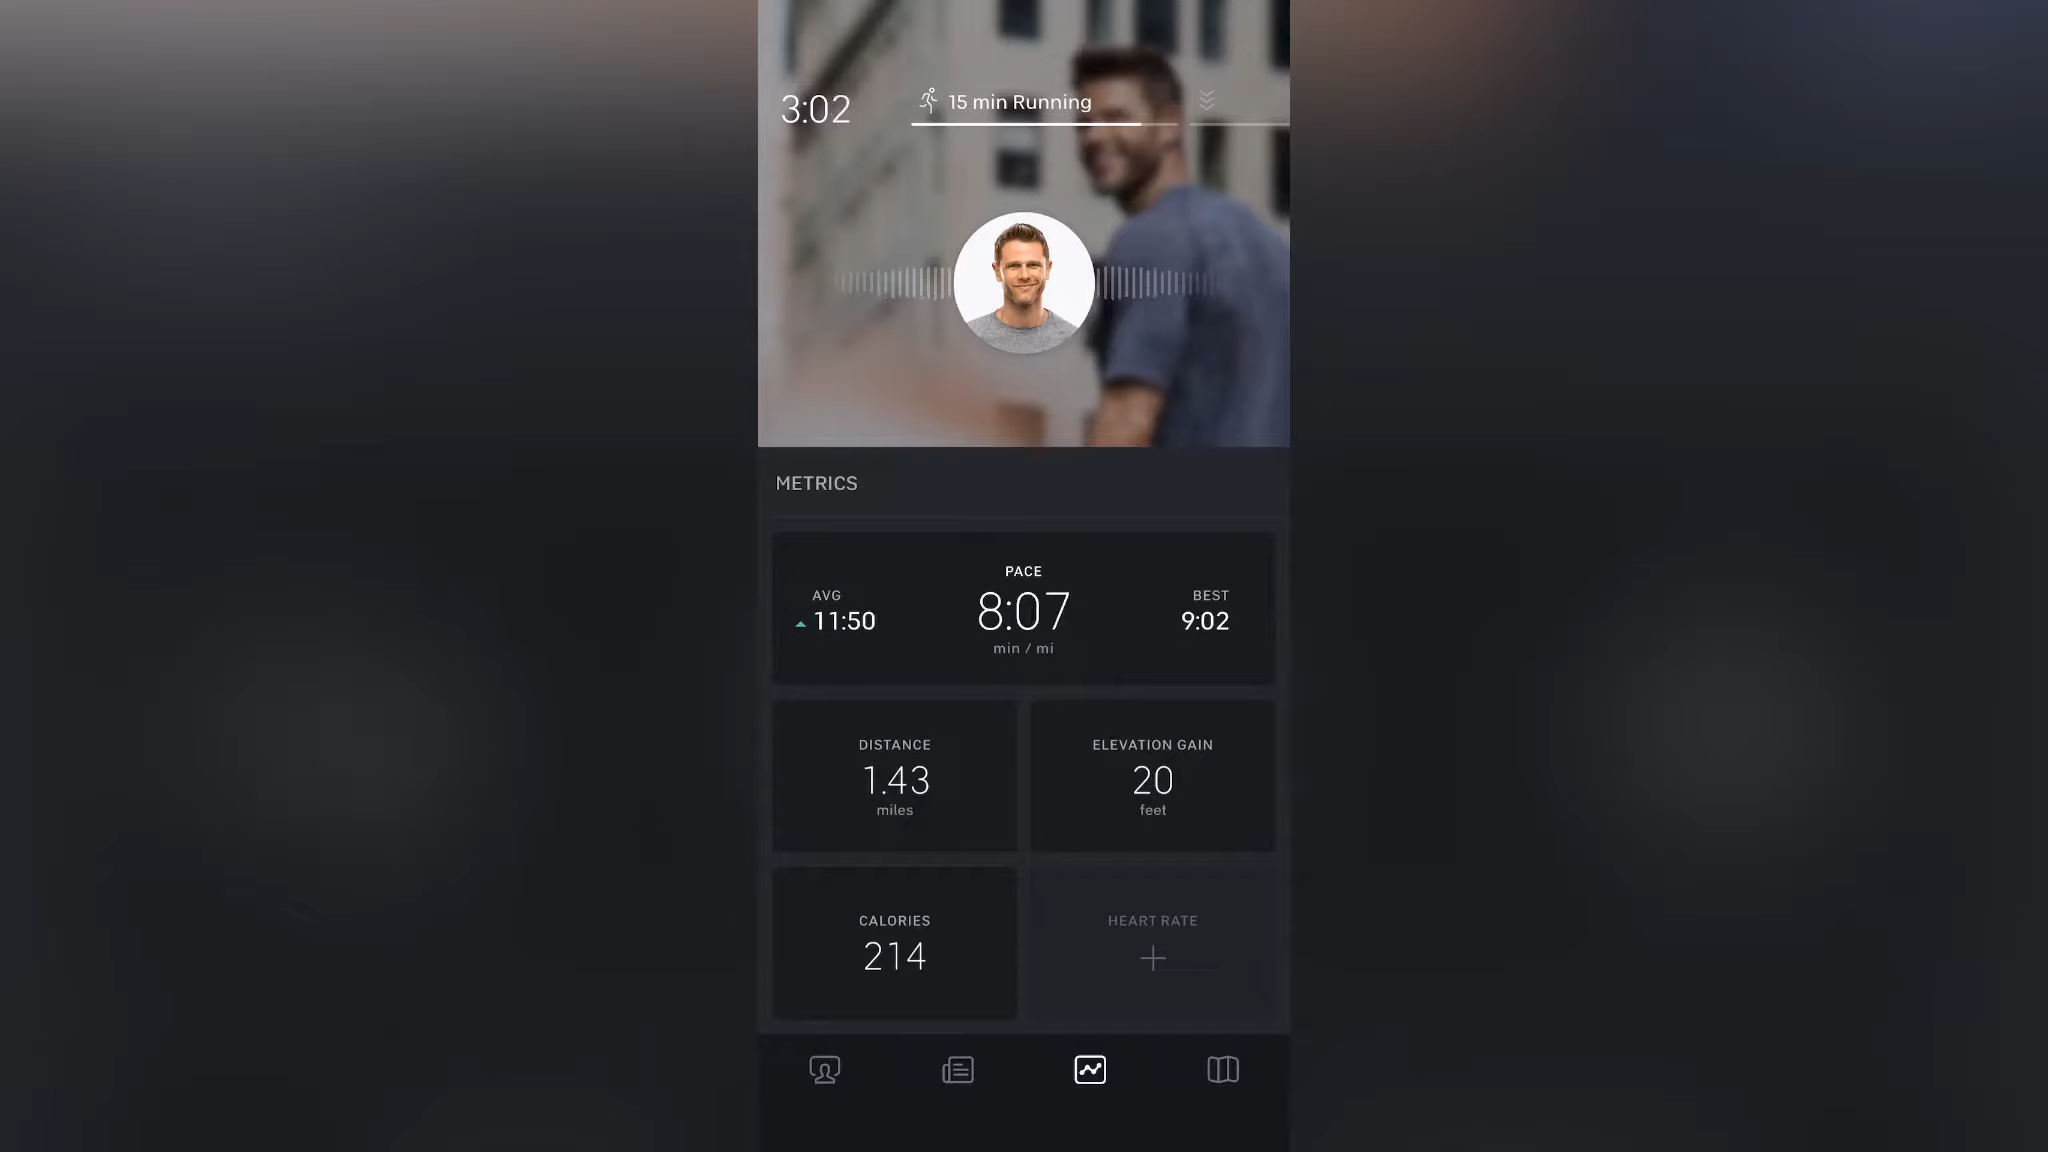 3:02
15 min Running
METRICS
PACE
AVG
BEST
11:50
8:07
9:02
min / mi
DISTANCE
ELEVATION GAIN
1.43
20
miles
feet
CALORIES
HEART RATE
214